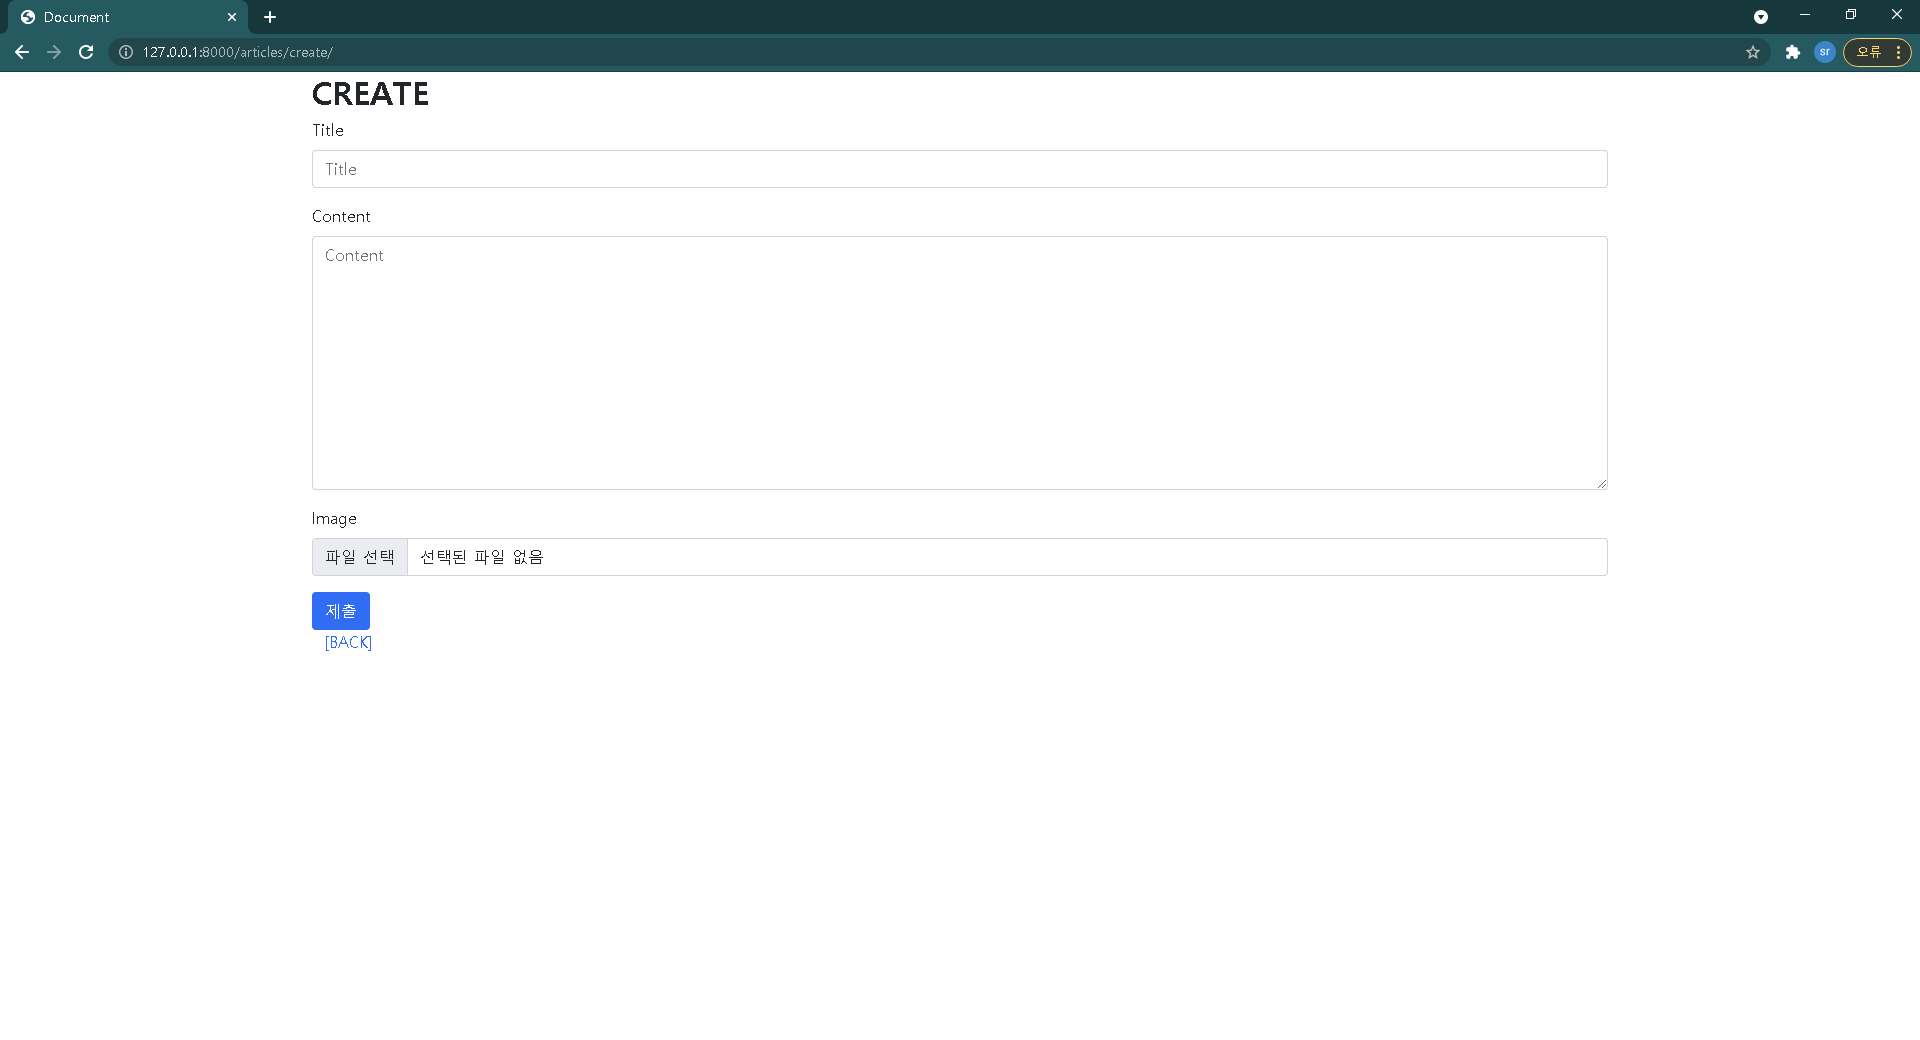 Document
127.0.0.1:8000/articles/create/
sr
오류
CREATE
Title
Title
Content
Content
Image
파일 선택 선택된 파일 없음
제출
[BACK]